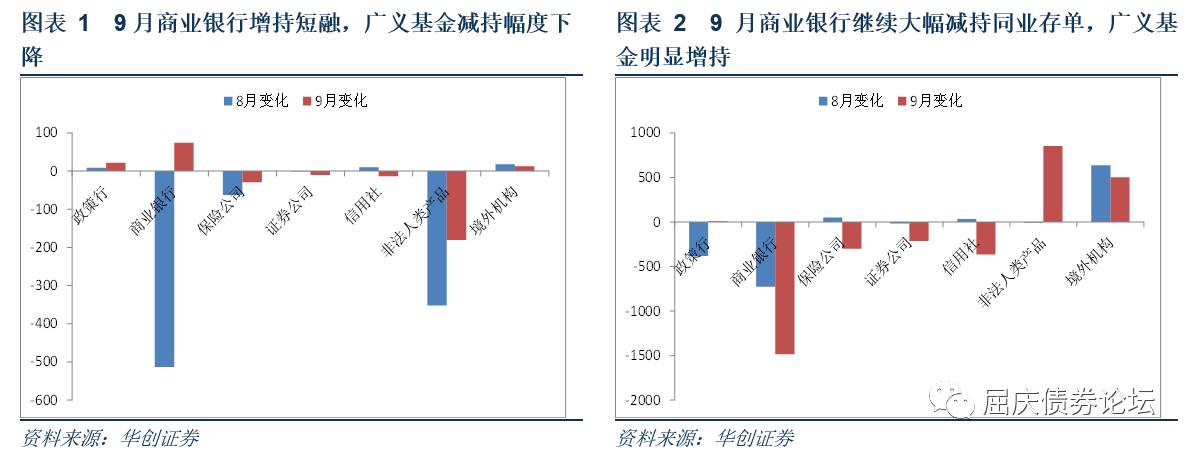 图表 1 9 月商业银行增持短融，广义基金减持幅度下
降
8月变化 9月变化
100
0
-100
-200
-300
-400
-500
-600
政策行
商业银行
保险公司
证券公司
信用社
非法人类产品
境外机构
资料来源：华创证券
图表 2 9 月商业银行继续大幅减持同业存单，广义基
金明显增持
8月变化 9月变化
1000
500
0
-500
-1000
-1500
-2000
政策行
商业银行
保险公司
证券公司
信用社
非法人类产品
境外机构
屈庆债券论坛
资料来源：华创证券